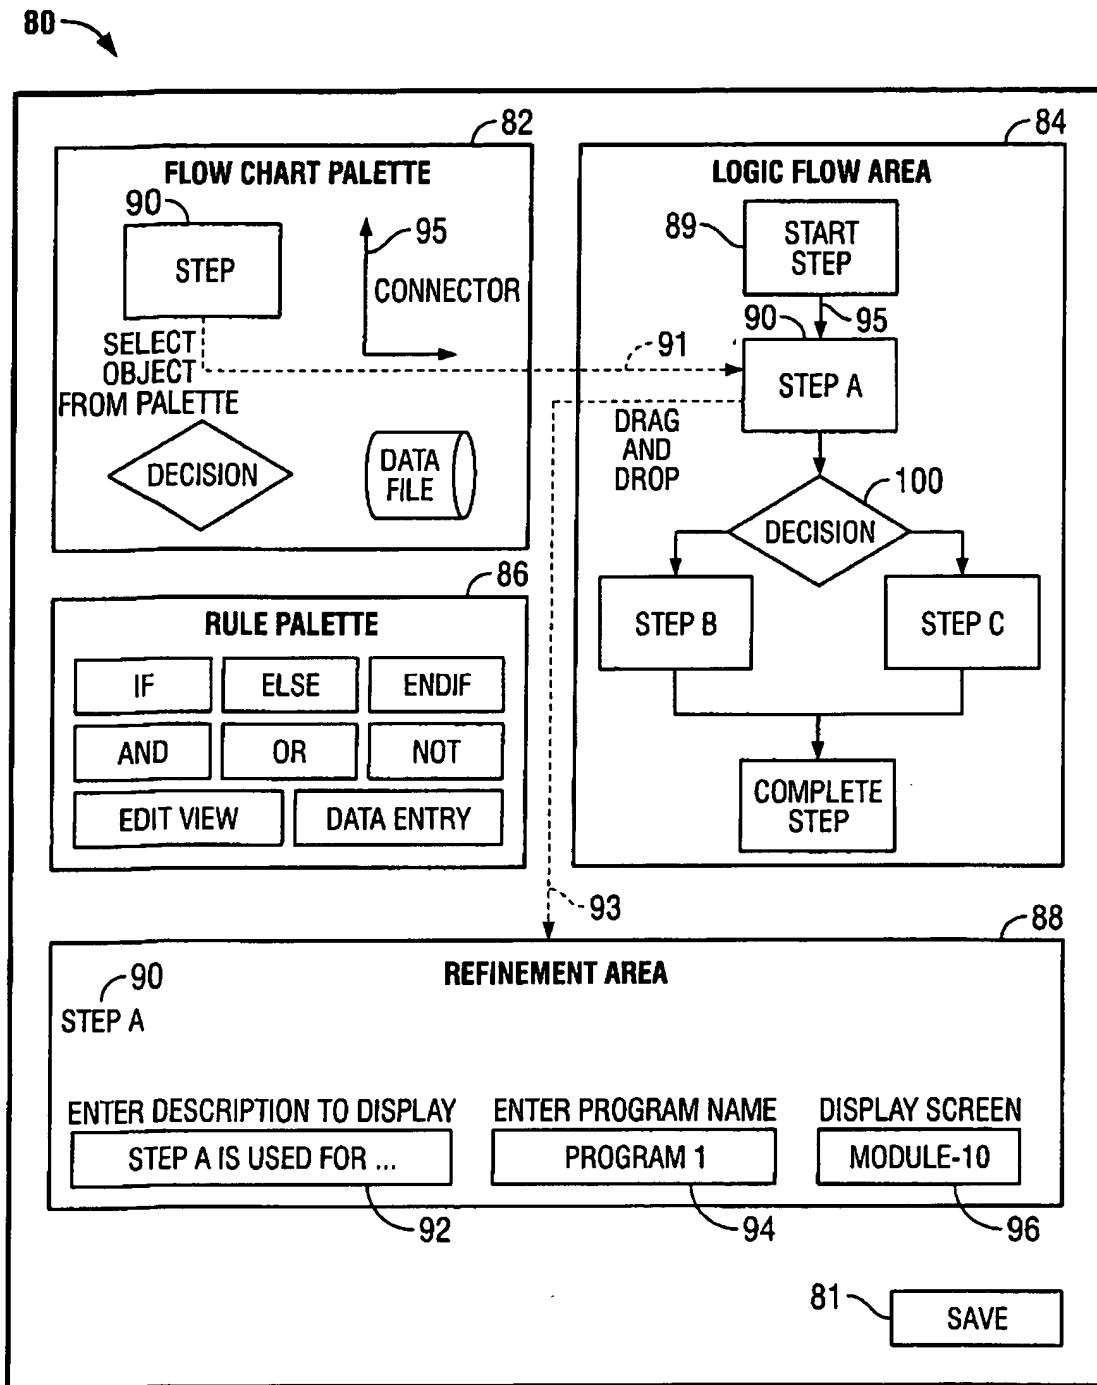 80
82
FLOW CHART PALETTE
90
STEP
95
CONNECTOR
SELECT
OBJECT
FROM PALETTE
DECISION
DATA
FILE
84
LOGIC FLOW AREA
89
START
STEP
95
90
91
STEP A
DRAG
AND
DROP
100
DECISION
STEP B
STEP C
COMPLETE
STEP
86
RULE PALETTE
IF
ELSE
ENDIF
AND
OR
NOT
EDIT VIEW
DATA ENTRY
93
88
REFINEMENT AREA
90
STEP A
ENTER DESCRIPTION TO DISPLAY
STEP A IS USED FOR ...
92
ENTER PROGRAM NAME
PROGRAM 1
94
DISPLAY SCREEN
MODULE-10
96
81
SAVE